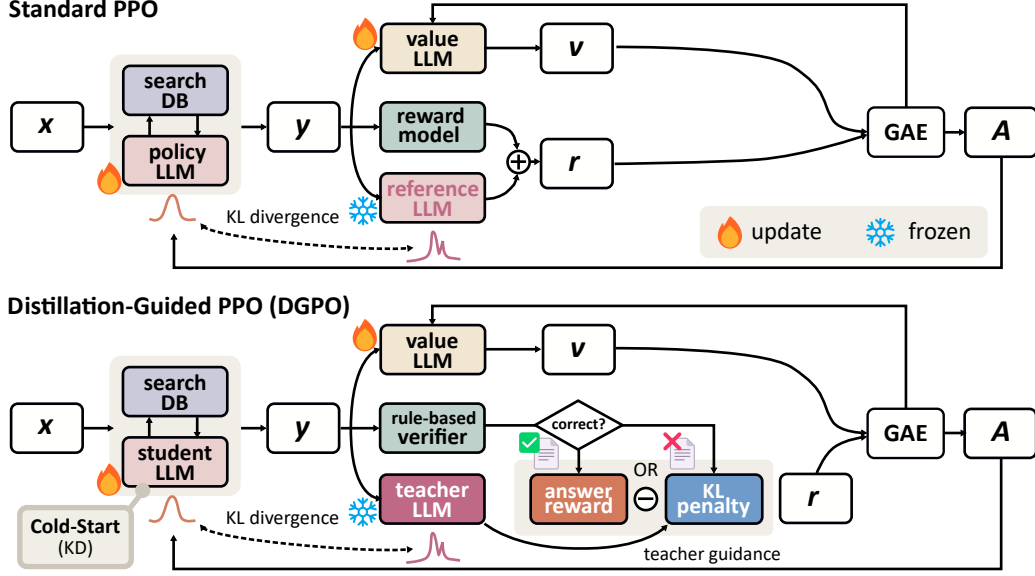 Standard PPO
x
search
DB
policy
LLM
y
value
LLM
v
reward
model
reference
LLM
+
r
GAE
A
KL divergence
update
frozen
Distillation-Guided PPO (DGPO)
x
search
DB
student
LLM
Cold-Start
(KD)
y
value
LLM
v
rule-based
verifier
correct?
teacher
LLM
answer
reward
OR
−
KL
penalty
r
GAE
A
KL divergence
teacher guidance